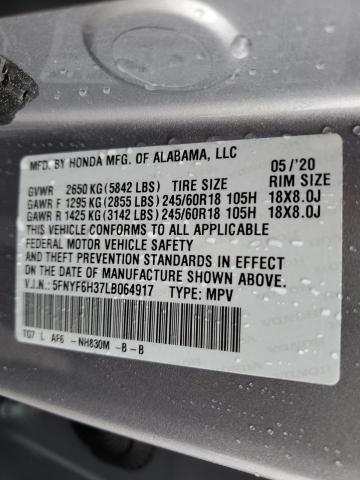 MFD. BY HONDA MFG. OF ALABAMA, LLC 05/'20
GVWR 2650 KG (5842 LBS) TIRE SIZE RIM SIZE
GAWR F 1295 KG (2855 LBS) 245/60R18 105H 18X8.0J
GAWR R 1425 KG (3142 LBS) 245/60R18 105H 18X8.0J
THIS VEHICLE CONFORMS TO ALL APPLICABLE
FEDERAL MOTOR VEHICLE SAFETY
AND THEFT PREVENTION STANDARDS IN EFFECT
ON THE DATE OF MANUFACTURE SHOWN ABOVE.
V.I.N.: 5FNYF6H37LB064917 TYPE: MPV
TG7 L AF6 -NH830M -B -B